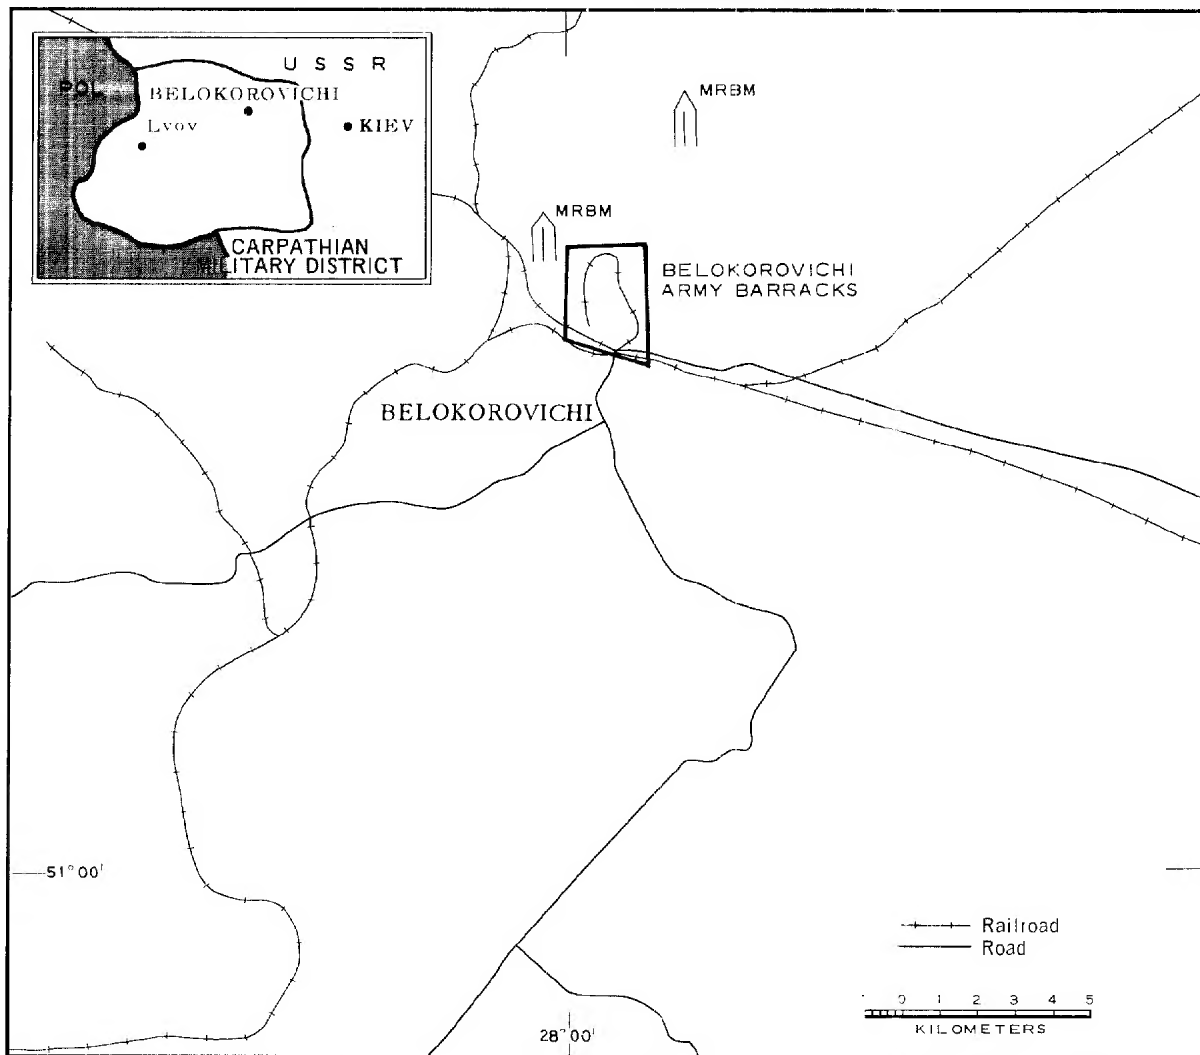 U S S R
POL
BELOKOROVICHI
Lvov
KIEV
CARPATHIAN
MILITARY DISTRICT
MRBM
MRBM
BELOKOROVICHI
ARMY BARRACKS
BELOKOROVICHI
51°00'
28°00'
Railroad
Road
1 0 1 2 3 4 5
KILOMETERS